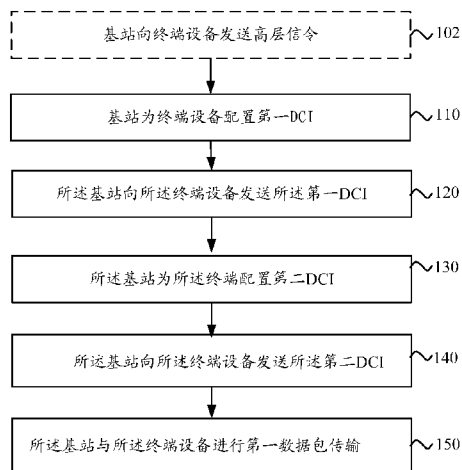 基站向终端设备发送高层信令
102
基站为终端设备配置第一DCI
110
所述基站向所述终端设备发送所述第一DCI
120
所述基站为所述终端配置第二DCI
130
所述基站向所述终端设备发送所述第二DCI
140
所述基站与所述终端设备进行第一数据包传输
150